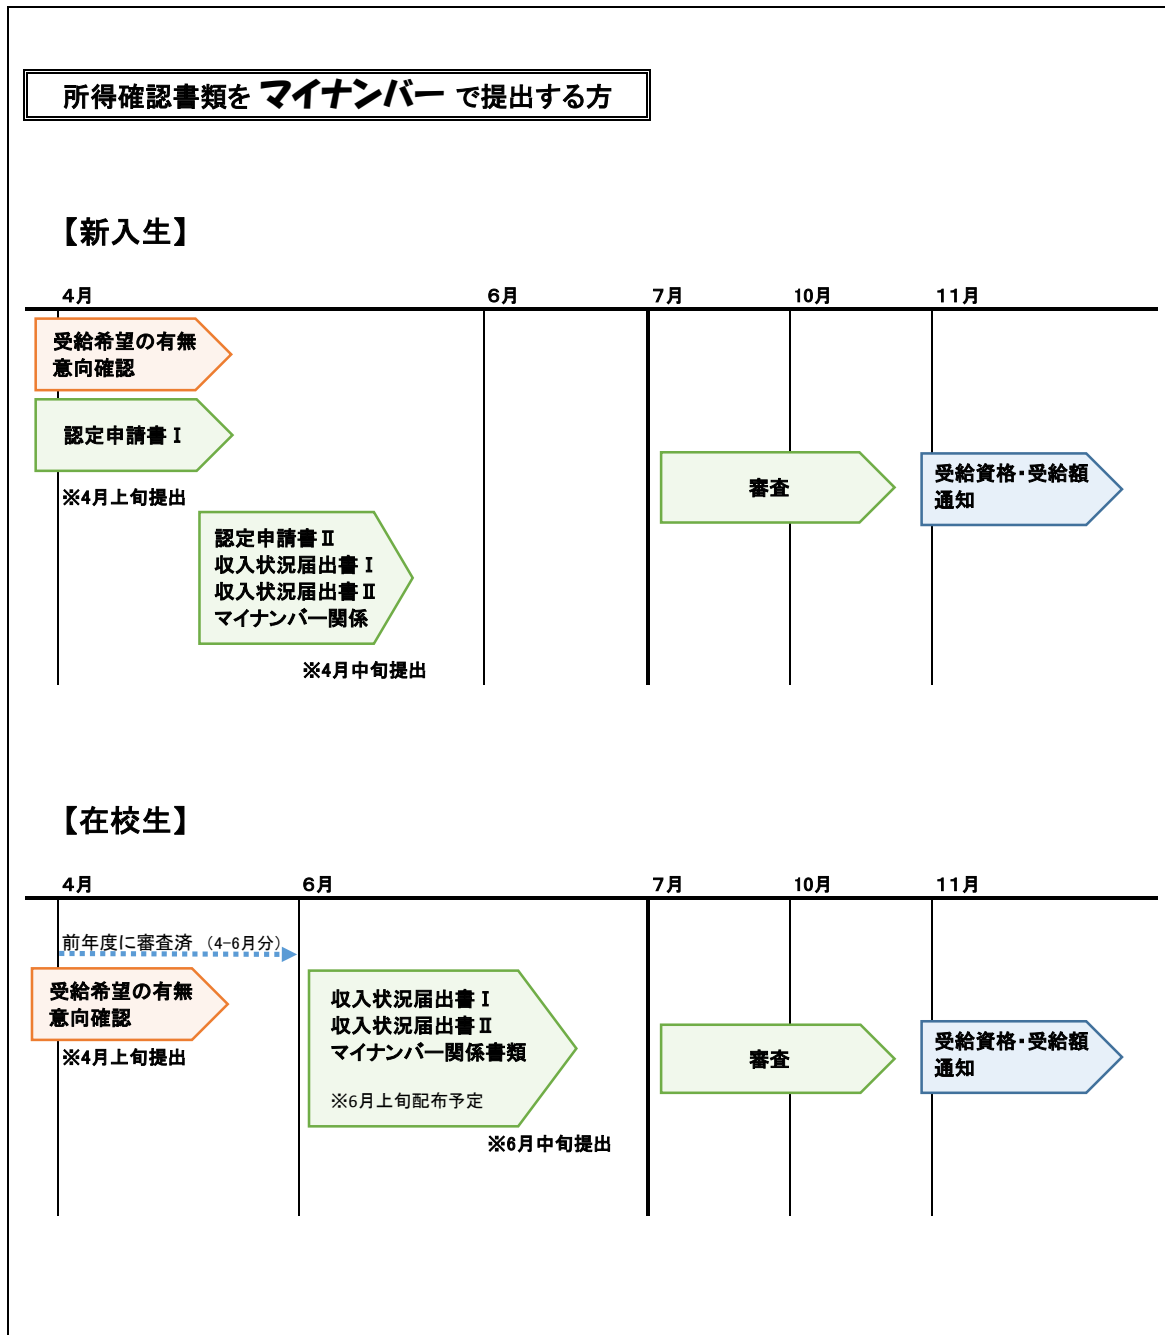 所得確認書類を マイナンバー で提出する方
【新入生】
4月 6月 7月 10月 11月
受給希望の有無
意向確認
認定申請書Ⅰ
※4月上旬提出
認定申請書Ⅱ
収入状況届出書Ⅰ
収入状況届出書Ⅱ
マイナンバー関係
※4月中旬提出
審査
受給資格・受給額
通知
【在校生】
4月 6月 7月 10月 11月
前年度に審査済 (4-6月分)
受給希望の有無
意向確認
※4月上旬提出
収入状況届出書Ⅰ
収入状況届出書Ⅱ
マイナンバー関係書類
※6月上旬配布予定
※6月中旬提出
審査
受給資格・受給額
通知